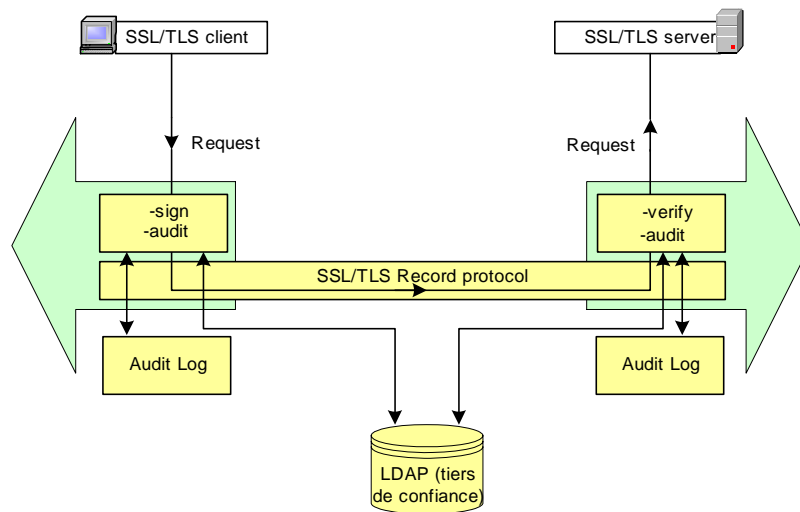 SSL/TLS client
SSL/TLS server
Request
Request
-sign
-audit
-verify
-audit
SSL/TLS Record protocol
Audit Log
Audit Log
LDAP (tiers
de confiance)